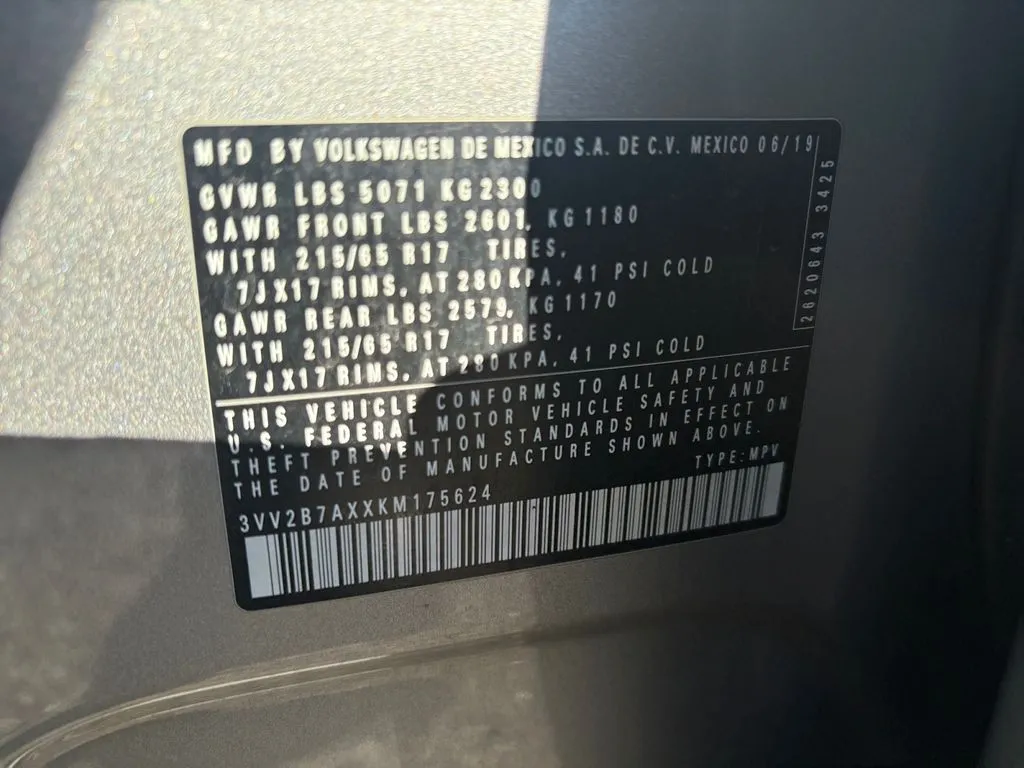 MFD BY VOLKSWAGEN DE MEXICO S.A. DE C.V. MEXICO 06/19
GVWR LBS 5071 KG 2300
GAWR FRONT LBS 2601, KG 1180
WITH 215/65 R17 TIRES,
7JX17 RIMS, AT 280 KPA, 41 PSI COLD
GAWR REAR LBS 2579, KG 1170
WITH 215/65 R17 TIRES,
7JX17 RIMS, AT 280 KPA, 41 PSI COLD
THIS VEHICLE CONFORMS TO ALL APPLICABLE
U.S. FEDERAL MOTOR VEHICLE SAFETY AND
THEFT PREVENTION STANDARDS IN EFFECT ON
THE DATE OF MANUFACTURE SHOWN ABOVE.
TYPE:MPV
3VV2B7AXXKM175624
2620643 3425